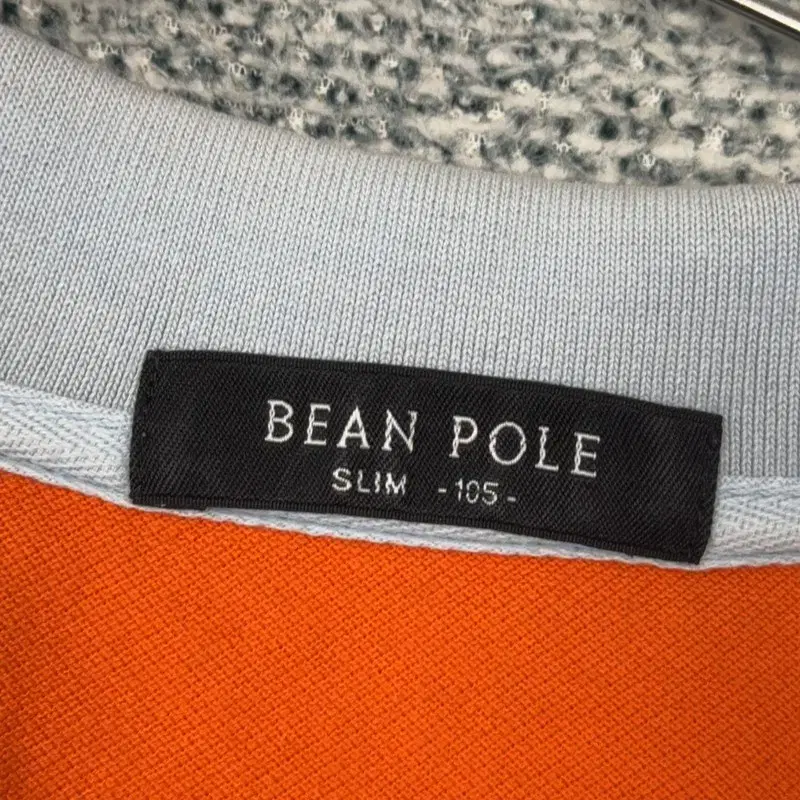 BEAN POLE
SLIM -105-